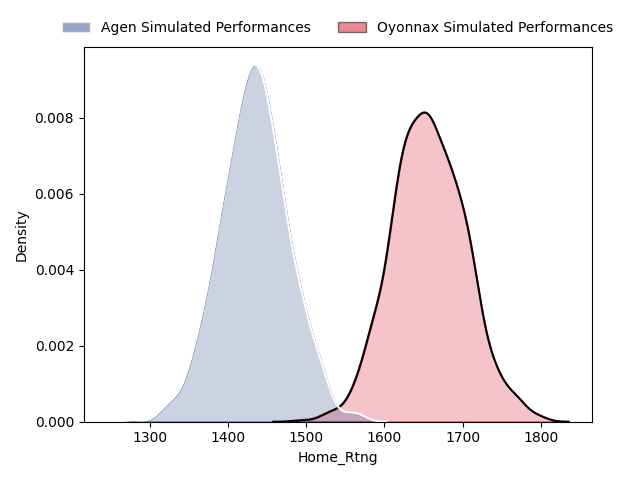 Agen Simulated Performances Oyonnax Simulated Performances
0.008
0.006
0.004
0.002
0.000
Density
1300 1400 1500 1600 1700 1800
Home_Rtng